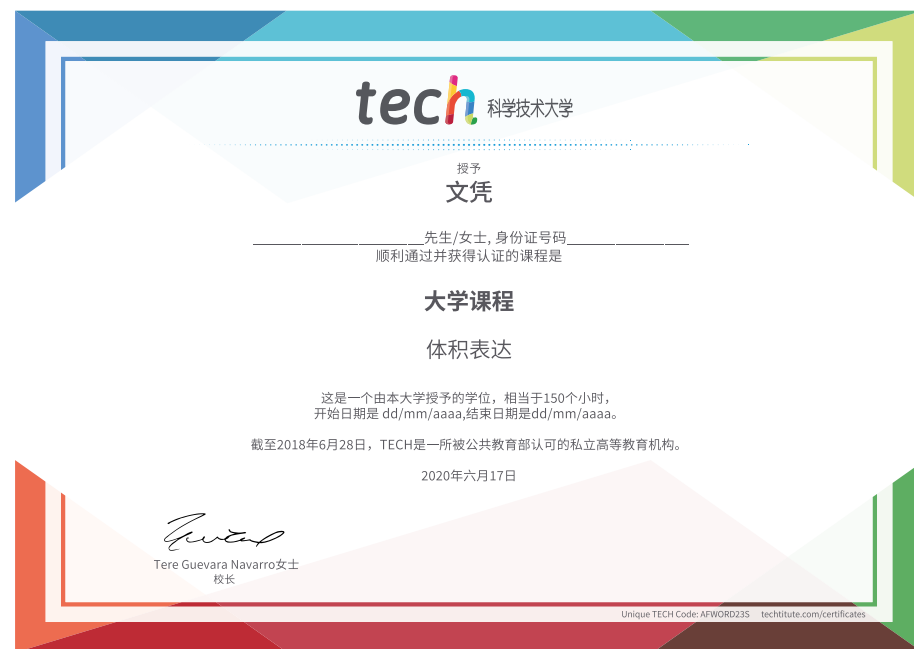 tech 科学技术大学
授予
文凭
______________________先生/女士, 身份证号码________________
顺利通过并获得认证的课程是
大学课程
体积表达
这是一个由本大学授予的学位，相当于150个小时，
开始日期是 dd/mm/aaaa,结束日期是dd/mm/aaaa。
截至2018年6月28日，TECH是一所被公共教育部认可的私立高等教育机构。
2020年六月17日
Tere Guevara Navarro女士
校长
Unique TECH Code: AFWORD23S techtitute.com/certificates